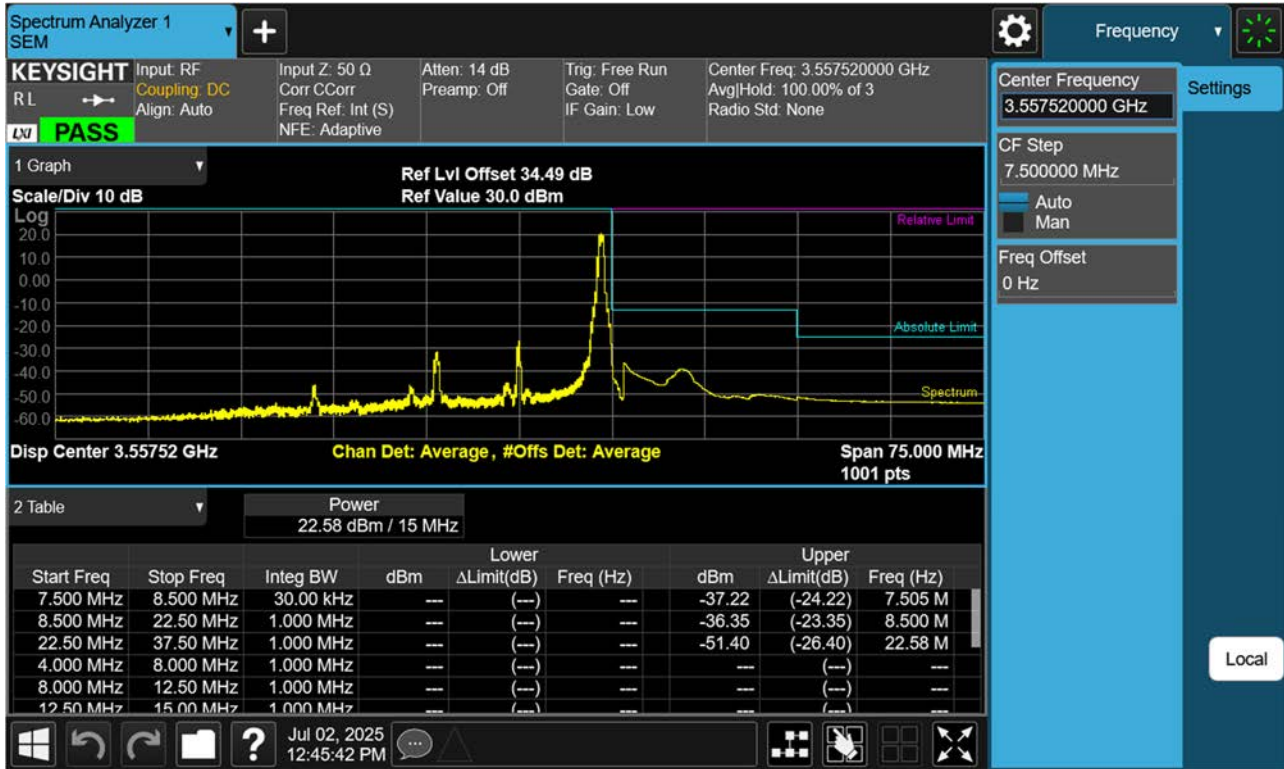 Spectrum Analyzer 1
SEM
Frequency
KEYSIGHT
RL
LXI PASS
Input: RF
Coupling: DC
Align: Auto
Input Z: 50 Ω
Corr CCorr
Freq Ref: Int (S)
NFE: Adaptive
Atten: 14 dB
Preamp: Off
Trig: Free Run
Gate: Off
IF Gain: Low
Center Freq: 3.557520000 GHz
Avg|Hold: 100.00% of 3
Radio Std: None
Center Frequency
3.557520000 GHz
Settings
CF Step
7.500000 MHz
Auto
Man
Freq Offset
0 Hz
1 Graph
Scale/Div 10 dB
Ref Lvl Offset 34.49 dB
Ref Value 30.0 dBm
Log
20.0
10.0
0.00
-10.0
-20.0
-30.0
-40.0
-50.0
-60.0
Relative Limit
Absolute Limit
Spectrum
Disp Center 3.55752 GHz
Chan Det: Average, #Offs Det: Average
Span 75.000 MHz
1001 pts
2 Table
Power
22.58 dBm / 15 MHz
Lower Upper
Start Freq Stop Freq Integ BW dBm ΔLimit(dB) Freq (Hz) dBm ΔLimit(dB) Freq (Hz)
7.500 MHz 8.500 MHz 30.00 kHz --- (---) --- -37.22 (-24.22) 7.505 M
8.500 MHz 22.50 MHz 1.000 MHz --- (---) --- -36.35 (-23.35) 8.500 M
22.50 MHz 37.50 MHz 1.000 MHz --- (---) --- -51.40 (-26.40) 22.58 M
4.000 MHz 8.000 MHz 1.000 MHz --- (---) --- --- (---) ---
8.000 MHz 12.50 MHz 1.000 MHz --- (---) --- --- (---) ---
12.50 MHz 15.00 MHz 1.000 MHz --- (---) --- --- (---) ---
Local
?
Jul 02, 2025
12:45:42 PM